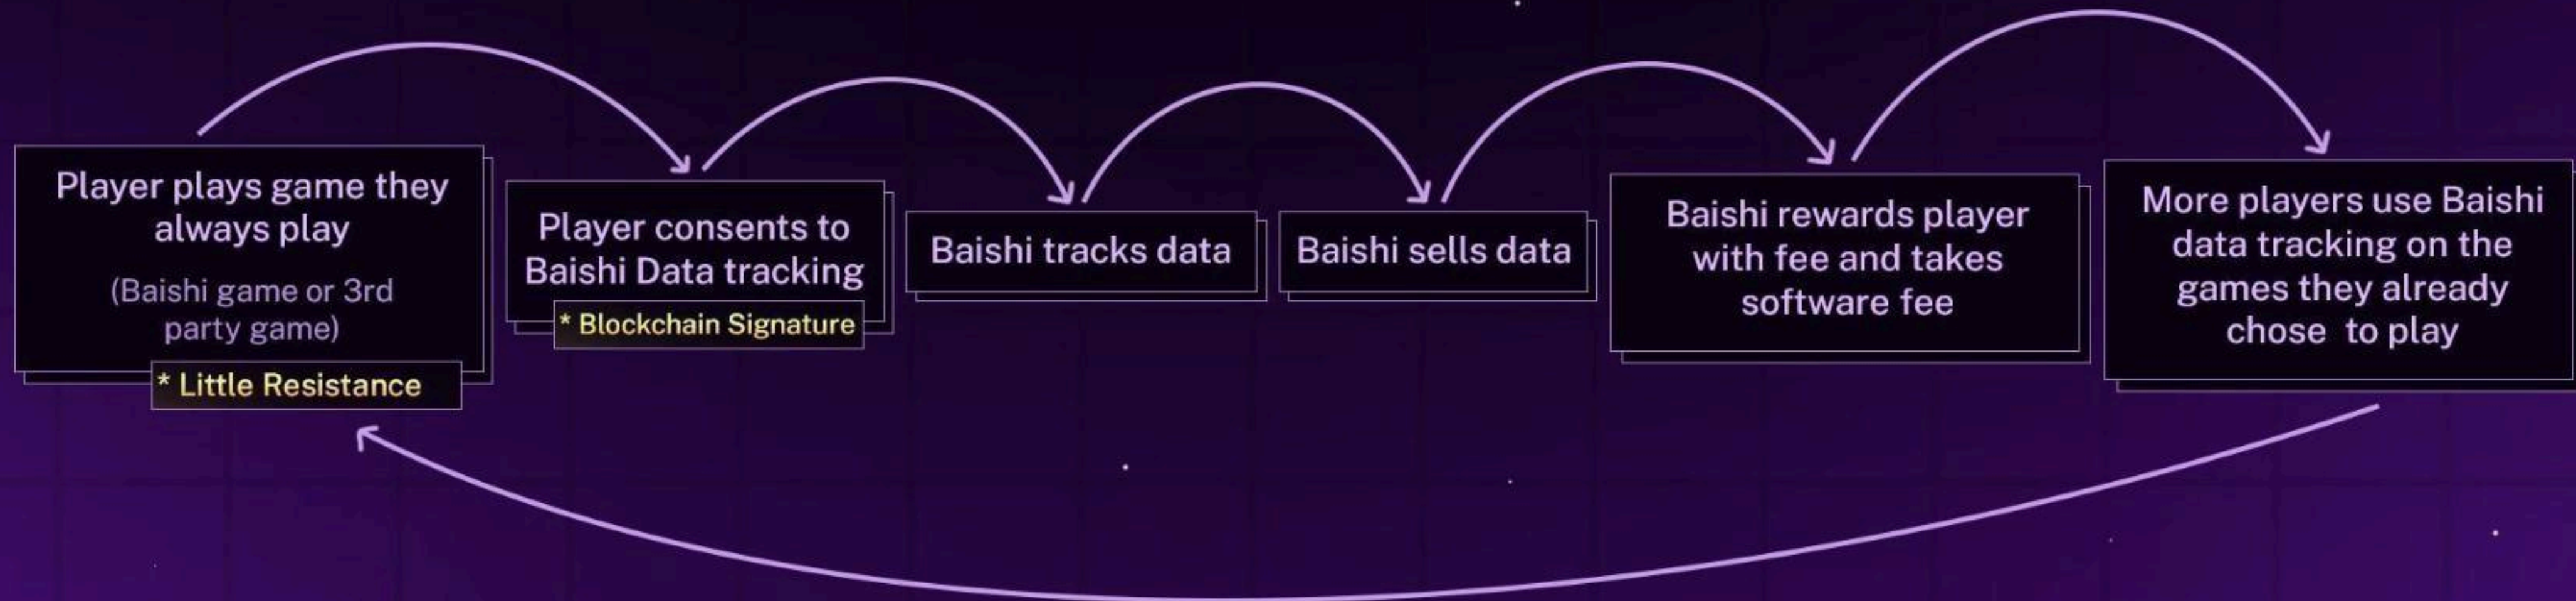 Player plays game they
always play
(Baishi game or 3rd
party game)
* Little Resistance
Player consents to
Baishi Data tracking
* Blockchain Signature
Baishi tracks data
Baishi sells data
Baishi rewards player
with fee and takes
software fee
More players use Baishi
data tracking on the
games they already
chose to play